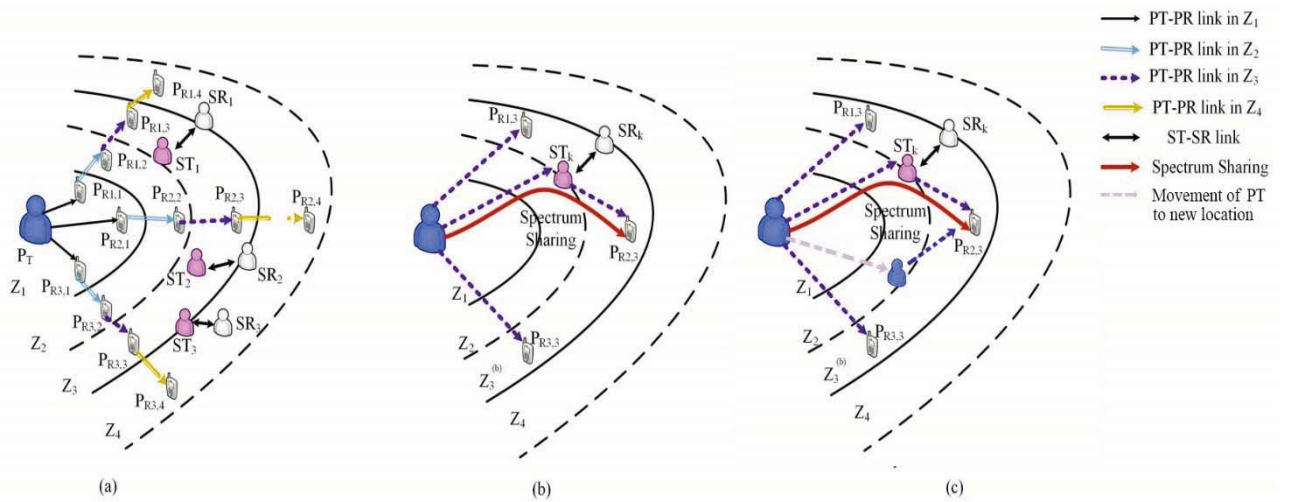 PT-PR link in Z1
PT-PR link in Z2
PT-PR link in Z3
PT-PR link in Z4
ST-SR link
Spectrum Sharing
Movement of PT
to new location
PR1,4
SR1
PR1,3
ST1
PR1,2
PR1,1
PR2,2
PR2,3
PR2,4
PR2,1
PT
SR2
ST2
PR3,1
Z1
PR3,2
SR3
ST3
Z2
PR3,3
Z3
PR3,4
Z4
(a)
PR1,3
SRk
STk
Spectrum
Sharing
PR2,3
Z1
PR3,3
Z2
Z3(b)
Z4
(b)
PR1,3
SRk
STk
Spectrum
Sharing
PR2,3
Z1
PR3,3
Z2
Z3(b)
Z4
(c)